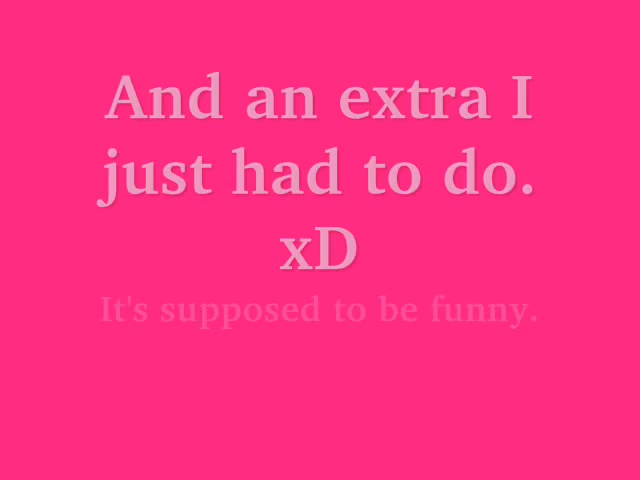 And an extra I
just had to do.
xD
It's supposed to be funny.